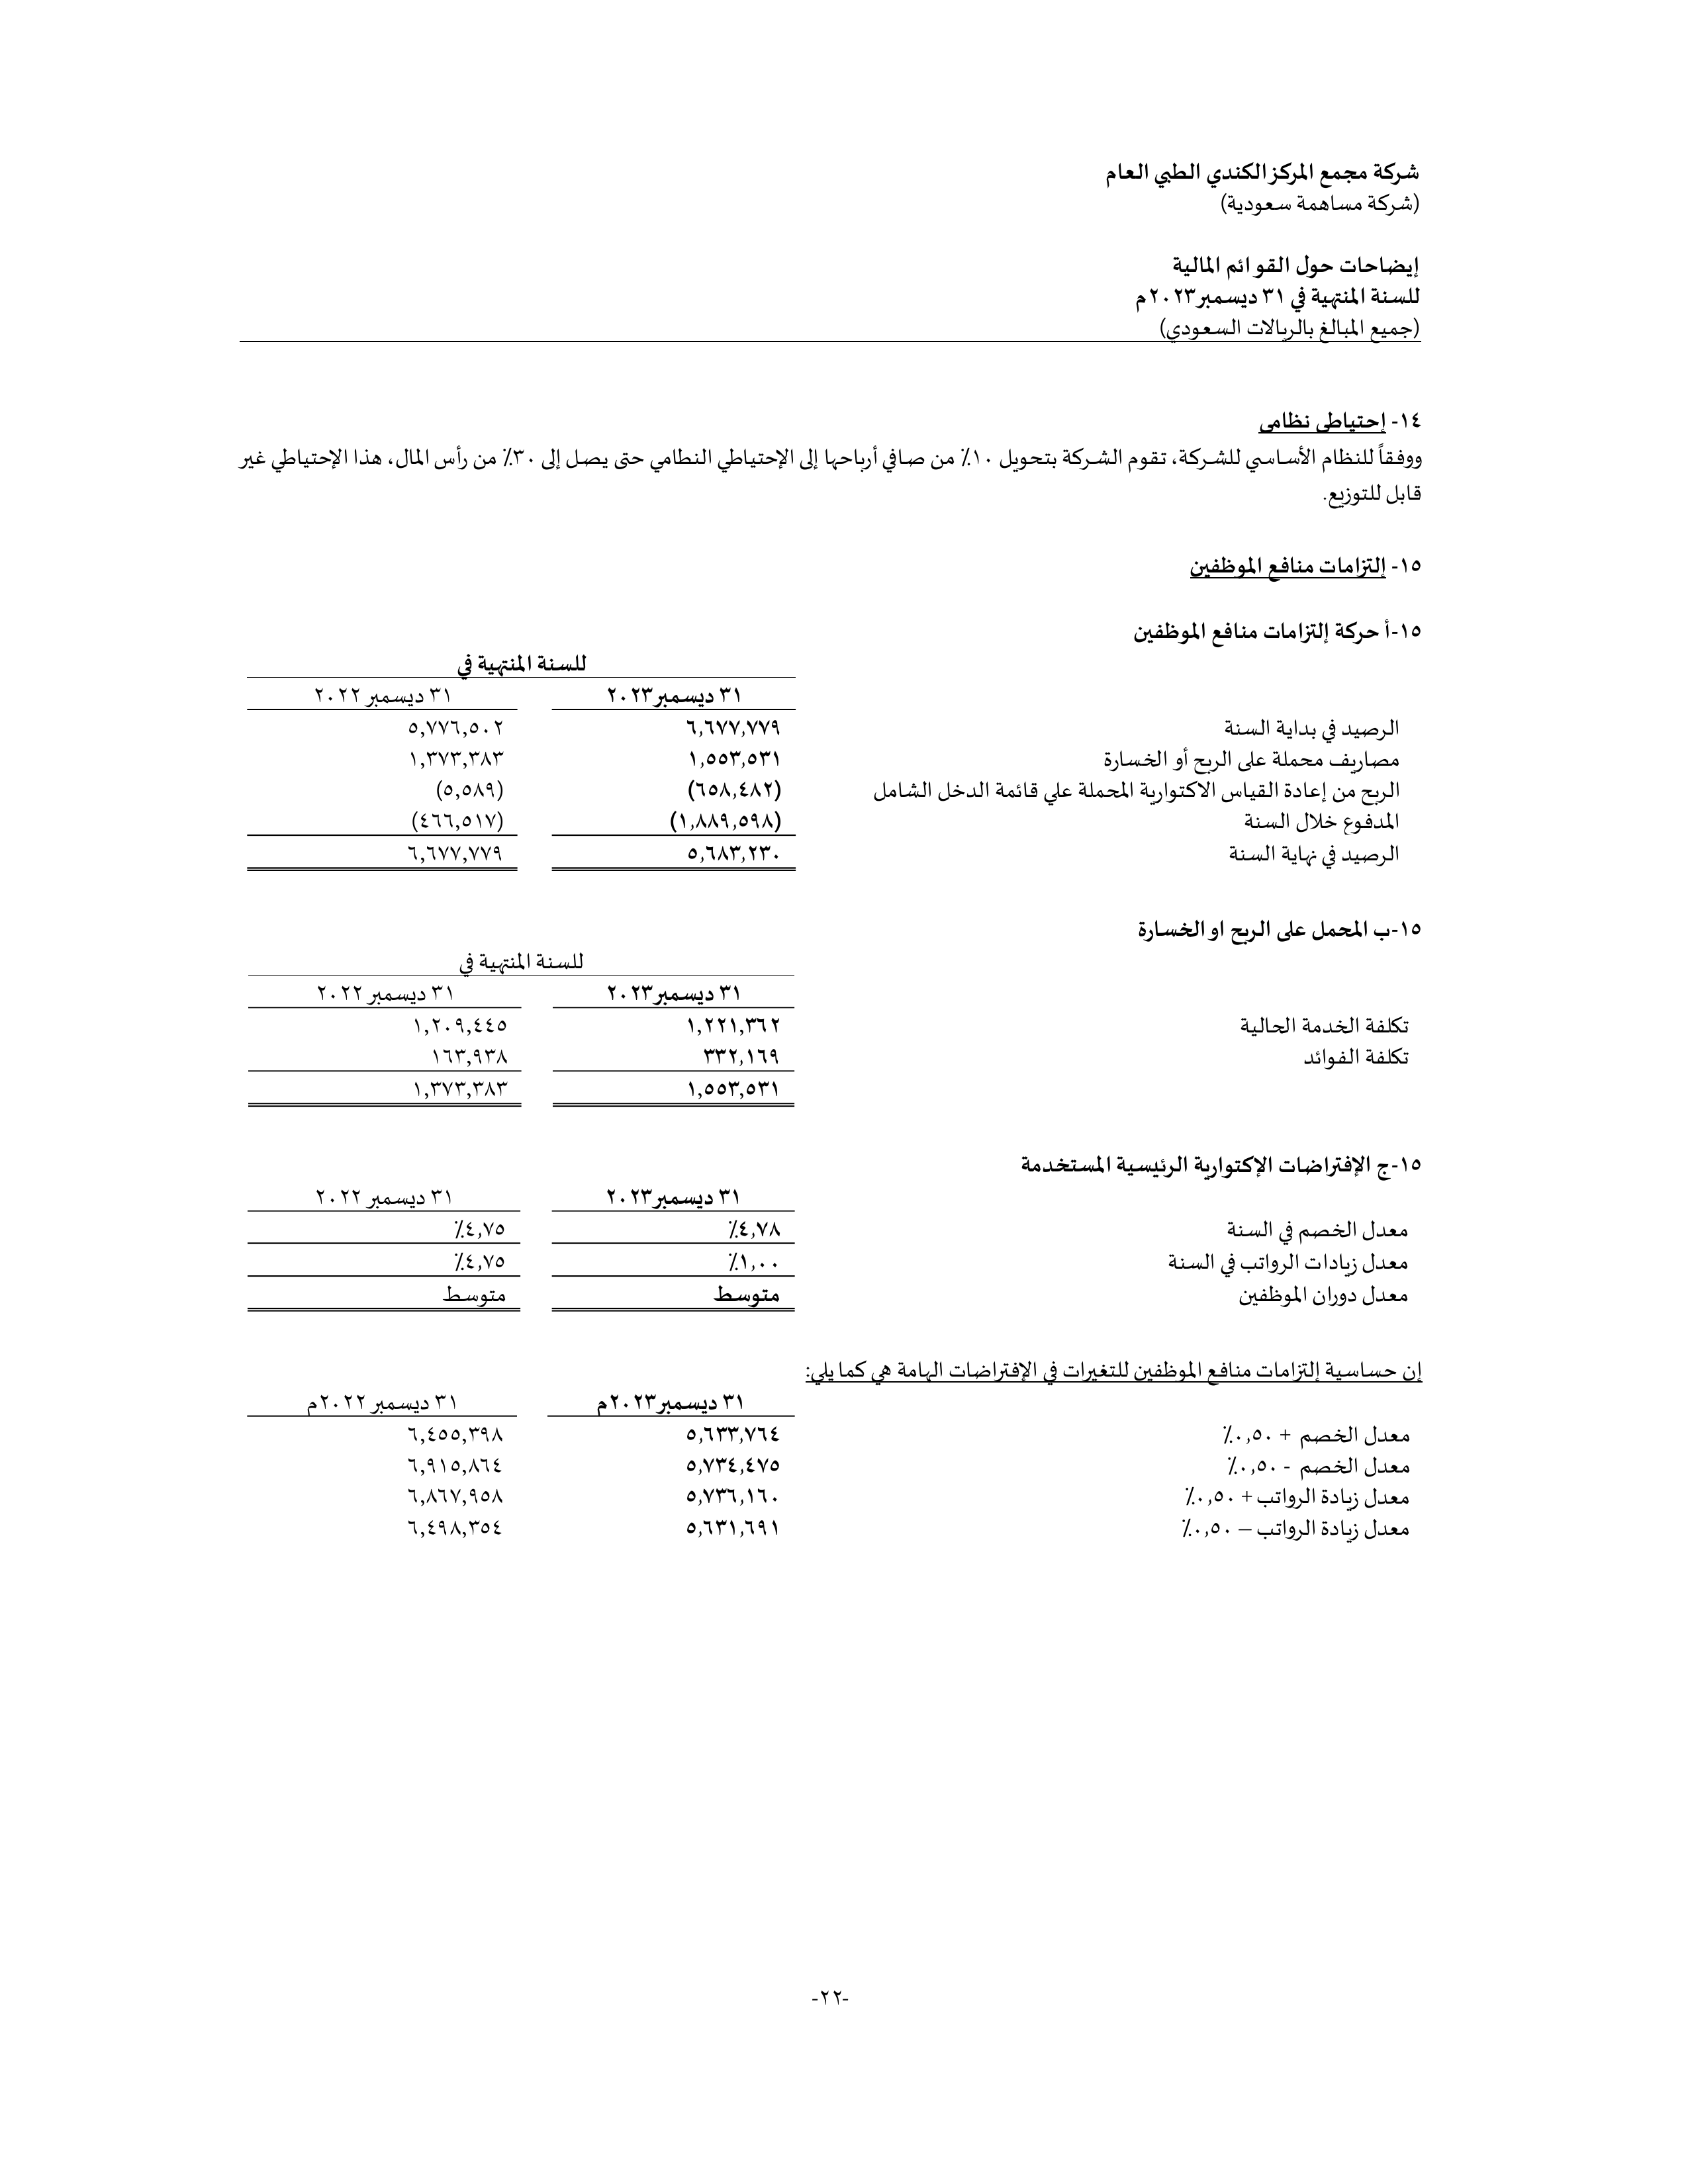 شركة مجمع المركز الكندي الطبي العام
(شركة مساهمة سعودية)
إيضاحات حول القوائم المالية
للسنة المنتهية في ٣١ ديسمبر ٢٠٢٣م
(جميع المبالغ بالريالات السعودي)
١٤- إحتياطي نظامي
ووفقاً للنظام الأساسي للشركة، تقوم الشركة بتحويل ١٠٪ من صافي أرباحها إلى الإحتياطي النطامي حتى يصل إلى ٣٠٪ من رأس المال، هذا الإحتياطي غير
قابل للتوزيع.
١٥- إلتزامات منافع الموظفين
١٥-أ حركة إلتزامات منافع الموظفين
للسنة المنتهية في
٣١ ديسمبر ٢٠٢٣ ٣١ ديسمبر ٢٠٢٢
الرصيد في بداية السنة ٦,٦٧٧,٧٧٩ ٥,٧٧٦,٥٠٢
مصاريف محملة على الربح أو الخسارة ١,٥٥٣,٥٣١ ١,٣٧٣,٣٨٣
الربح من إعادة القياس الاكتوارية المحملة علي قائمة الدخل الشامل (٦٥٨,٤٨٢) (٥,٥٨٩)
المدفوع خلال السنة (١,٨٨٩,٥٩٨) (٤٦٦,٥١٧)
الرصيد في نهاية السنة ٥,٦٨٣,٢٣٠ ٦,٦٧٧,٧٧٩
١٥-ب المحمل على الربح او الخسارة
للسنة المنتهية في
٣١ ديسمبر ٢٠٢٣ ٣١ ديسمبر ٢٠٢٢
تكلفة الخدمة الحالية ١,٢٢١,٣٦٢ ١,٢٠٩,٤٤٥
تكلفة الفوائد ٣٣٢,١٦٩ ١٦٣,٩٣٨
١,٥٥٣,٥٣١ ١,٣٧٣,٣٨٣
١٥-ج الإفتراضات الإكتوارية الرئيسية المستخدمة
٣١ ديسمبر ٢٠٢٣ ٣١ ديسمبر ٢٠٢٢
معدل الخصم في السنة ٤,٧٨٪ ٤,٧٥٪
معدل زيادات الرواتب في السنة ١,٠٠٪ ٤,٧٥٪
معدل دوران الموظفين متوسط متوسط
إن حساسية إلتزامات منافع الموظفين للتغيرات في الإفتراضات الهامة هي كما يلي:
٣١ ديسمبر ٢٠٢٣م ٣١ ديسمبر ٢٠٢٢م
معدل الخصم + ٠,٥٠٪ ٥,٦٣٣,٧٦٤ ٦,٤٥٥,٣٩٨
معدل الخصم - ٠,٥٠٪ ٥,٧٣٤,٤٧٥ ٦,٩١٥,٨٦٤
معدل زيادة الرواتب + ٠,٥٠٪ ٥,٧٣٦,١٦٠ ٦,٨٦٧,٩٥٨
معدل زيادة الرواتب – ٠,٥٠٪ ٥,٦٣١,٦٩١ ٦,٤٩٨,٣٥٤
-٢٢-